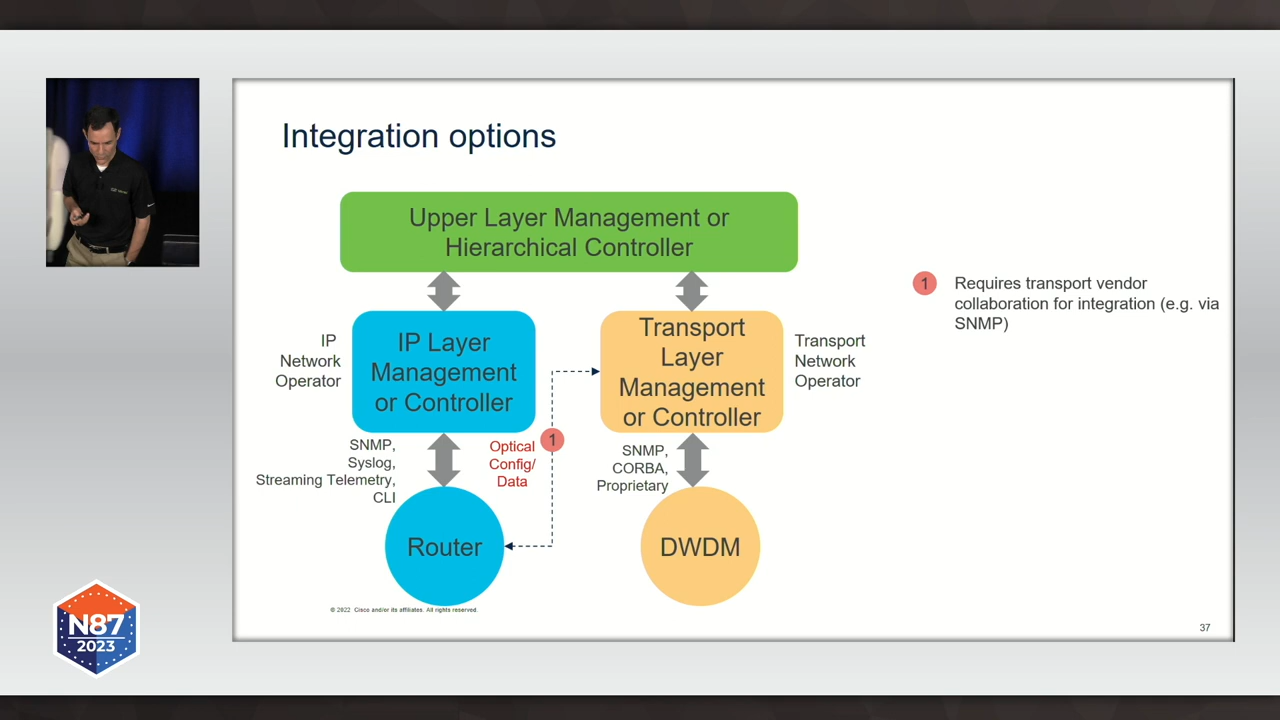 Integration options
Upper Layer Management or
Hierarchical Controller
IP
Network
Operator
IP Layer
Management
or Controller
Transport
Layer
Management
or Controller
Transport
Network
Operator
1
Requires transport vendor
collaboration for integration (e.g. via
SNMP)
SNMP,
Syslog,
Streaming Telemetry,
CLI
Optical
Config/
Data
1
SNMP,
CORBA,
Proprietary
Router
DWDM
© 2022 Cisco and/or its affiliates. All rights reserved.
37
N87
2023